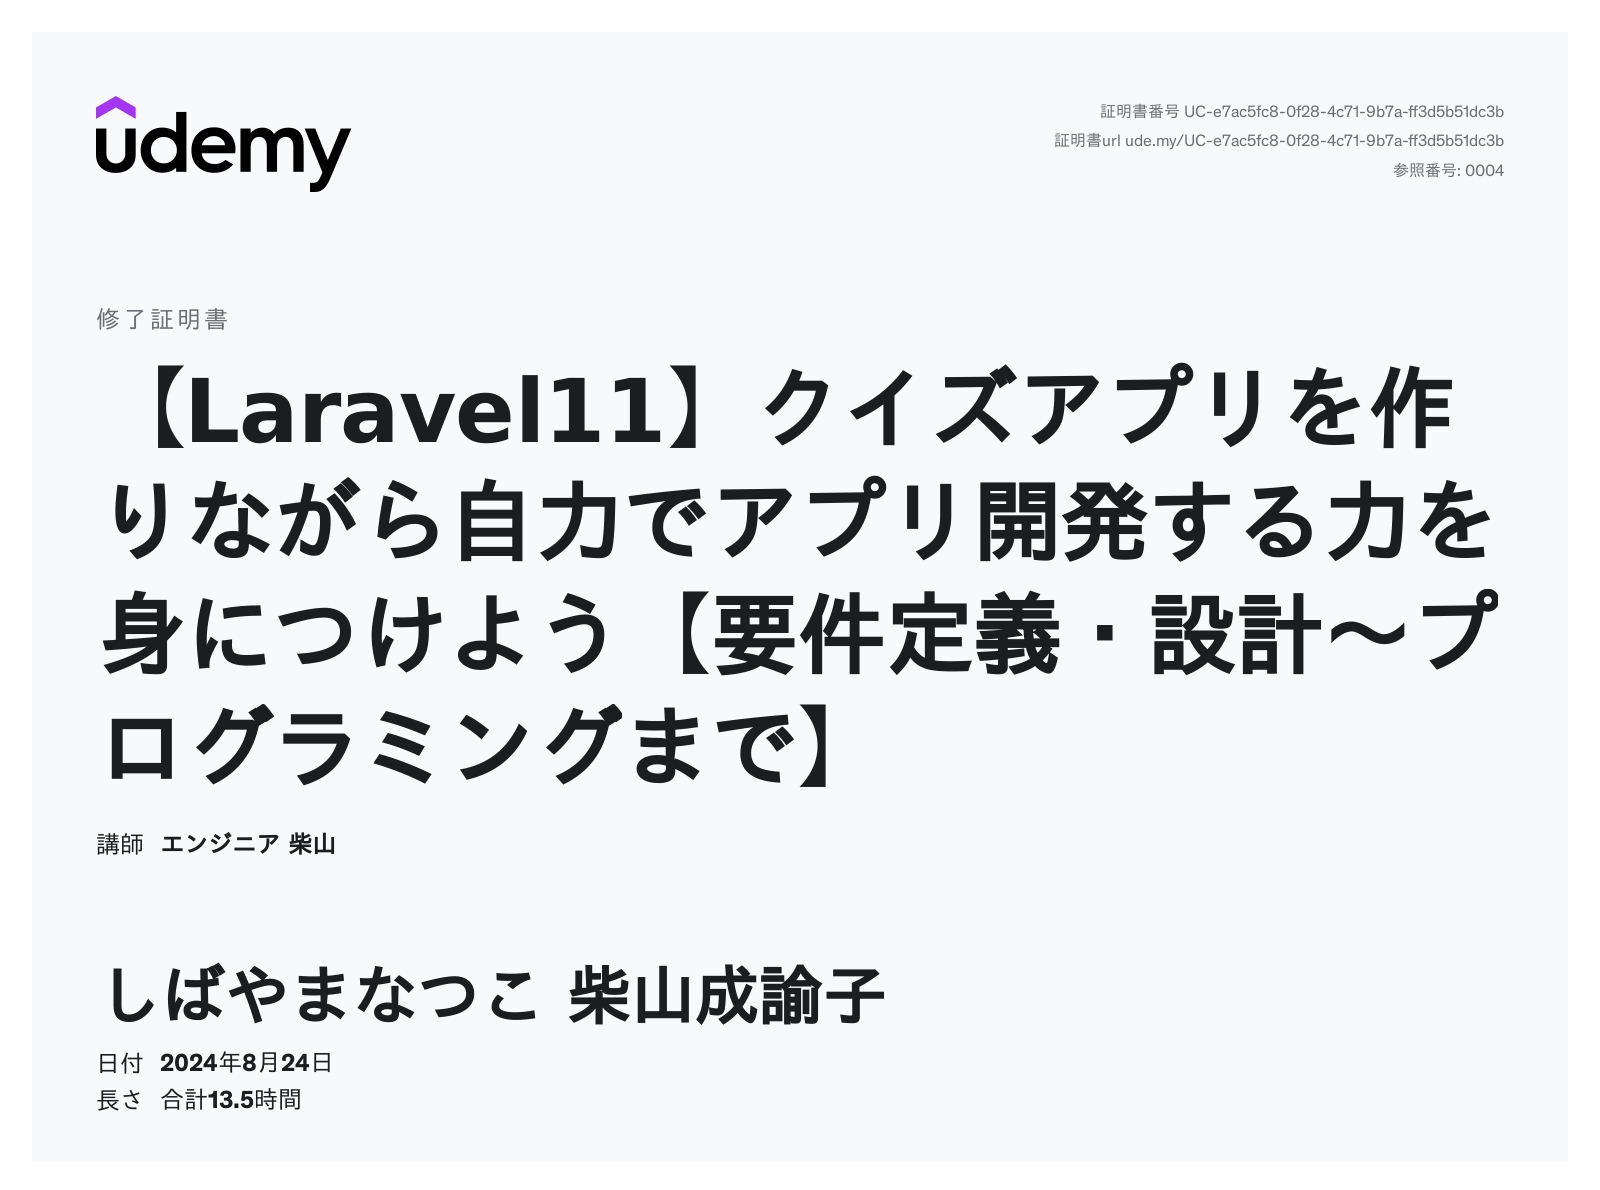 udemy
証明書番号 UC-e7ac5fc8-0f28-4c71-9b7a-ff3d5b51dc3b
証明書url ude.my/UC-e7ac5fc8-0f28-4c71-9b7a-ff3d5b51dc3b
参照番号: 0004
修了証明書
【Laravel11】クイズアプリを作
りながら自力でアプリ開発する力を
身につけよう【要件定義・設計〜プ
ログラミングまで】
講師 エンジニア 柴山
しばやまなつこ 柴山成諭子
日付 2024年8月24日
長さ 合計13.5時間